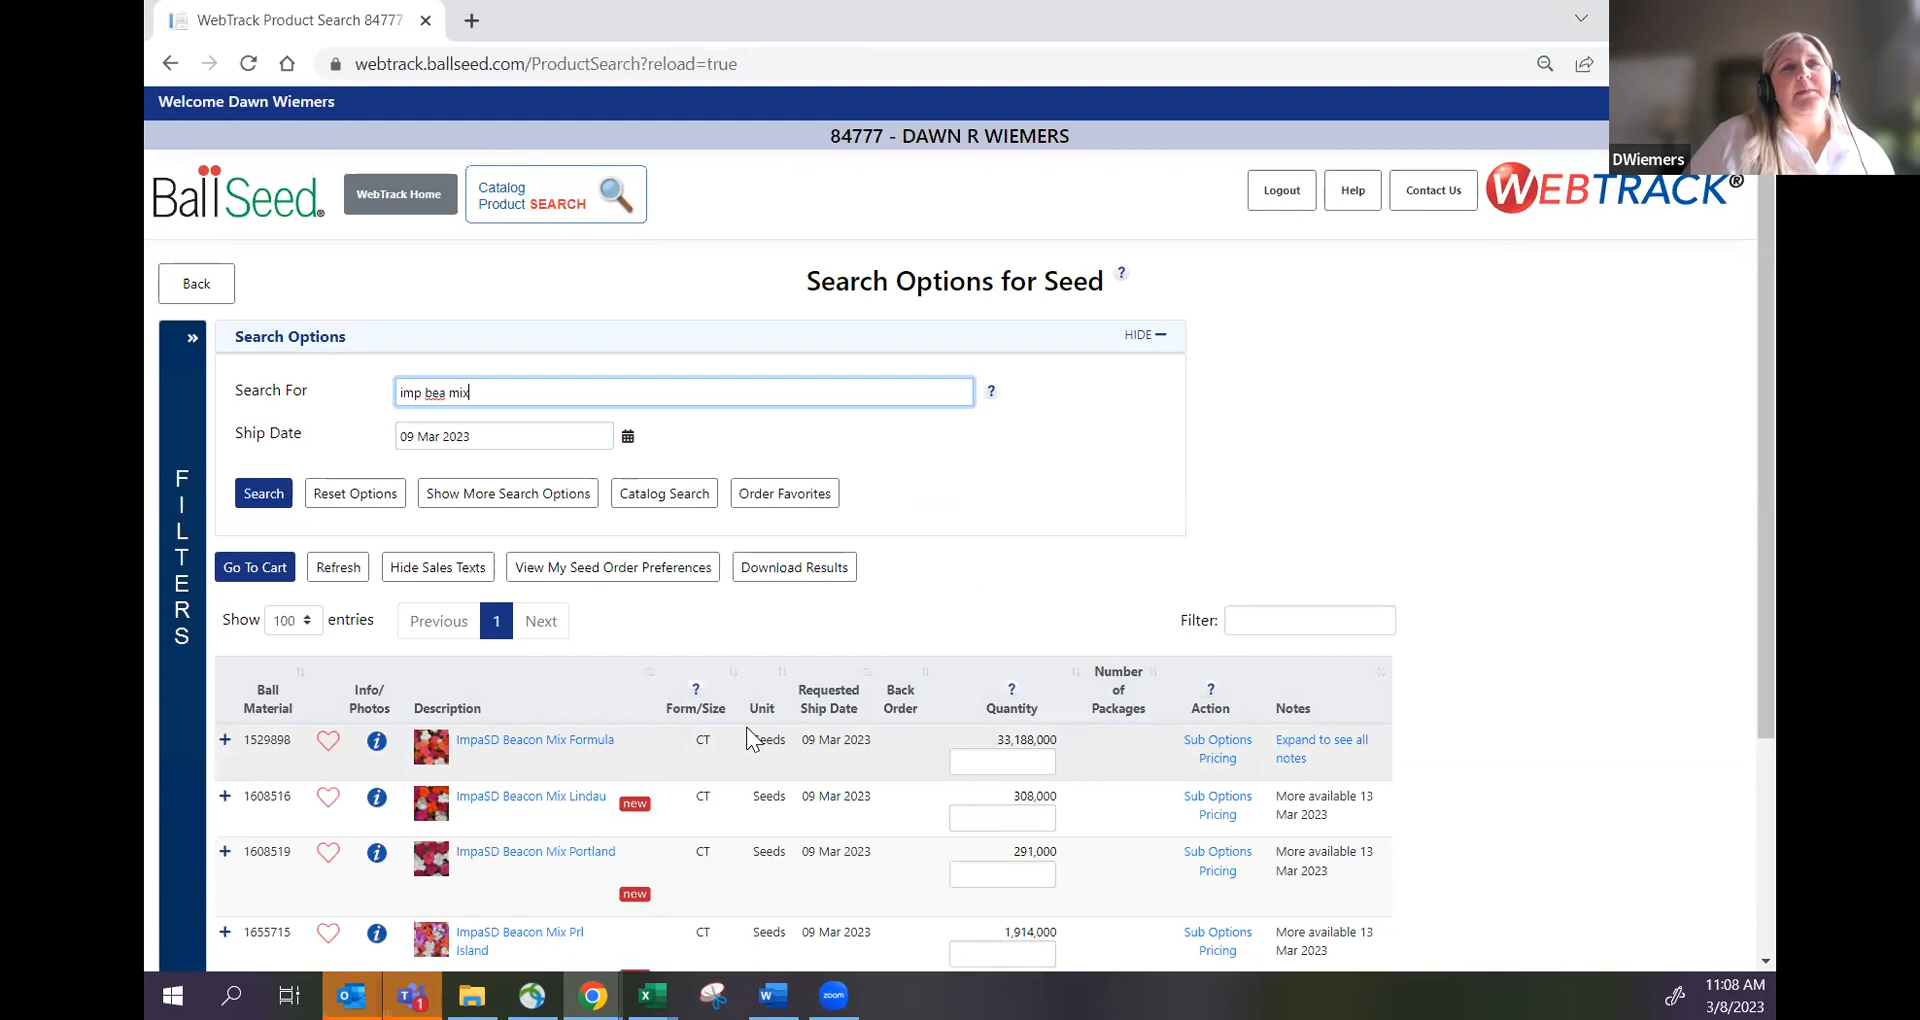 WebTrack Product Search 84777
webtrack.ballseed.com/ProductSearch?reload=true
Welcome Dawn Wiemers
84777 - DAWN R WIEMERS
DWiemers
Ball Seed®
WebTrack Home
Catalog
Product SEARCH
Logout
Help
Contact Us
WEBTRACK®
Back
Search Options for Seed ?
»
Search Options
HIDE
Search For
imp bea mix
?
Ship Date
09 Mar 2023
Search
Reset Options
Show More Search Options
Catalog Search
Order Favorites
FILTERS
Go To Cart
Refresh
Hide Sales Texts
View My Seed Order Preferences
Download Results
Show 100 entries
Previous 1 Next
Filter:
Ball
Material
Info/
Photos
Description
?
Form/Size
Unit
Requested
Ship Date
Back
Order
?
Quantity
Number
of
Packages
?
Action
Notes
+ 1529898 i ImpaSD Beacon Mix Formula CT Seeds 09 Mar 2023 33,188,000 Sub Options Expand to see all
Pricing notes
+ 1608516 i ImpaSD Beacon Mix Lindau new CT Seeds 09 Mar 2023 308,000 Sub Options More available 13
Pricing Mar 2023
+ 1608519 i ImpaSD Beacon Mix Portland CT Seeds 09 Mar 2023 291,000 Sub Options More available 13
new Pricing Mar 2023
+ 1655715 i ImpaSD Beacon Mix Prl CT Seeds 09 Mar 2023 1,914,000 Sub Options More available 13
Island Pricing Mar 2023
zoom
11:08 AM
3/8/2023